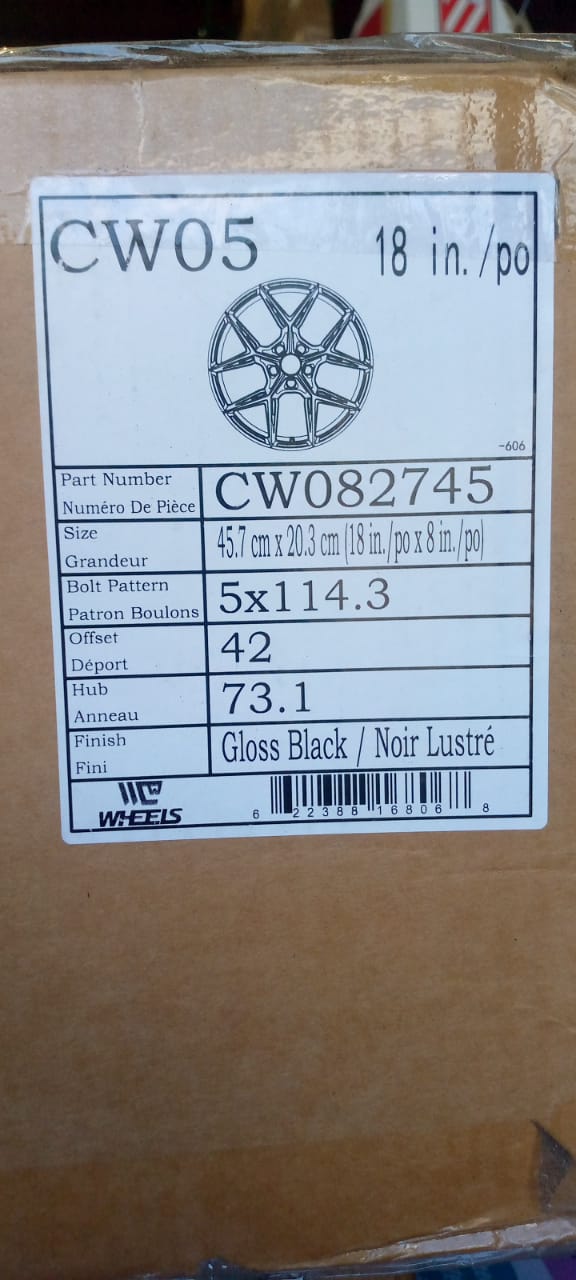 CW05 18 in./po
-606
Part Number
Numéro De Pièce
CW082745
Size
Grandeur
45.7 cm x 20.3 cm (18 in./po x 8 in./po)
Bolt Pattern
Patron Boulons
5x114.3
Offset
Déport
42
Hub
Anneau
73.1
Finish
Fini
Gloss Black / Noir Lustré
WHEELS
6 22388 16806 8